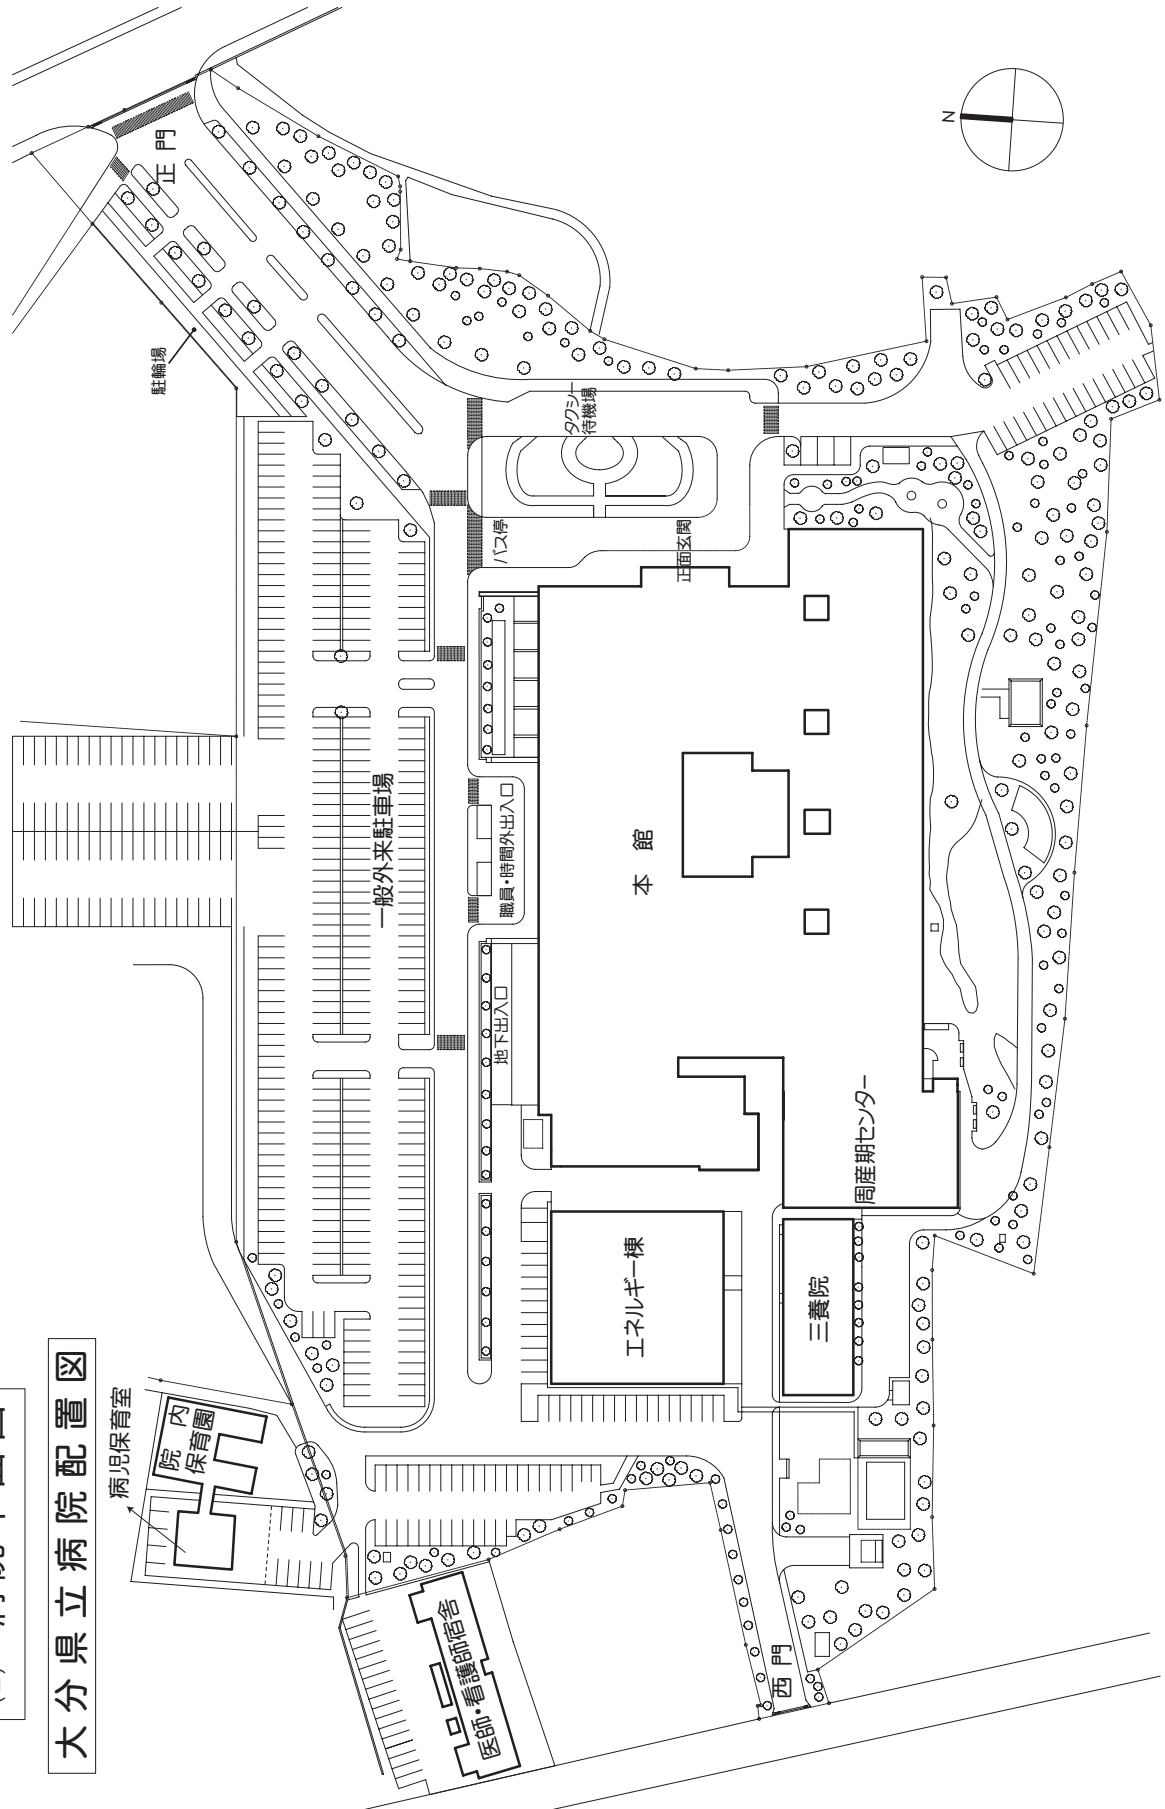 大分県立病院配置図
正門
駐輪場
タクシー
待機場
バス停
正面玄関
一般外来駐車場
職員・時間外出入口
地下出入口
本館
周産期センター
エネルギー棟
三養院
院内
保育園
病児保育室
医師・看護師宿舎
西門
N